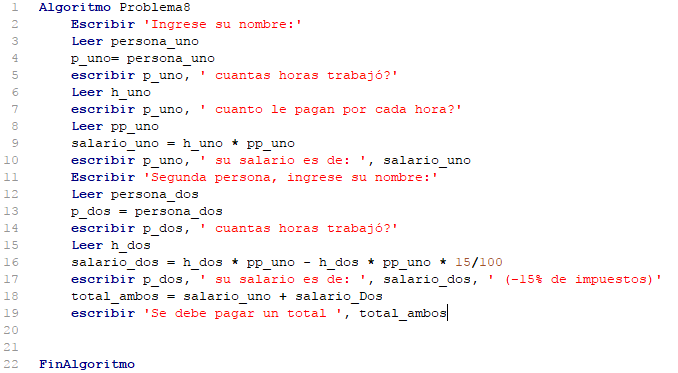 1 Algoritmo Problema8
2 Escribir 'Ingrese su nombre:'
3 Leer persona_uno
4 p_uno= persona_uno
5 escribir p_uno, ' cuantas horas trabajó?'
6 Leer h_uno
7 escribir p_uno, ' cuanto le pagan por cada hora?'
8 Leer pp_uno
9 salario_uno = h_uno * pp_uno
10 escribir p_uno, ' su salario es de: ', salario_uno
11 Escribir 'Segunda persona, ingrese su nombre:'
12 Leer persona_dos
13 p_dos = persona_dos
14 escribir p_dos, ' cuantas horas trabajó?'
15 Leer h_dos
16 salario_dos = h_dos * pp_uno - h_dos * pp_uno * 15/100
17 escribir p_dos, ' su salario es de: ', salario_dos, ' (-15% de impuestos)'
18 total_ambos = salario_uno + salario_Dos
19 escribir 'Se debe pagar un total ', total_ambos
20
21
22 FinAlgoritmo